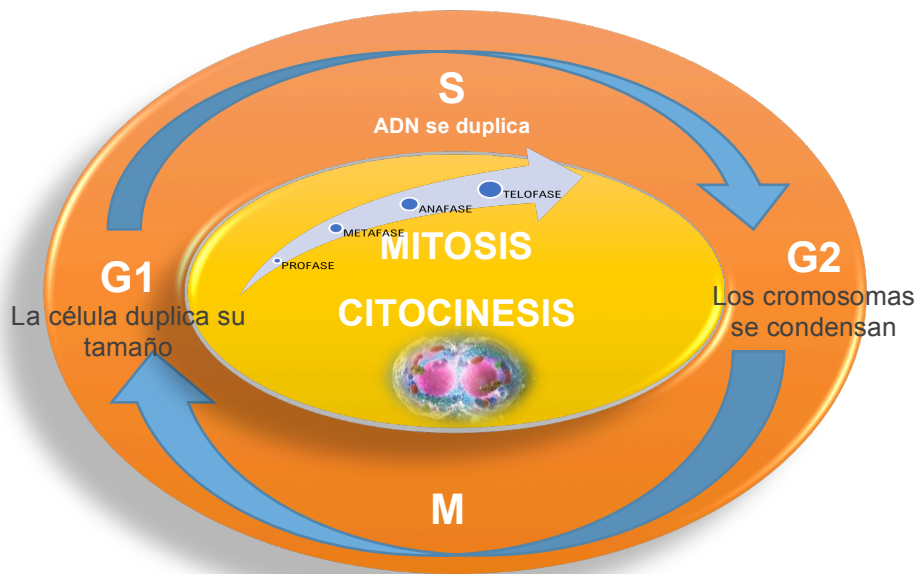 S
ADN se duplica
TELOFASE
ANAFASE
METAFASE
PROFASE
MITOSIS
CITOCINESIS
G1
La célula duplica su
tamaño
G2
Los cromosomas
se condensan
M